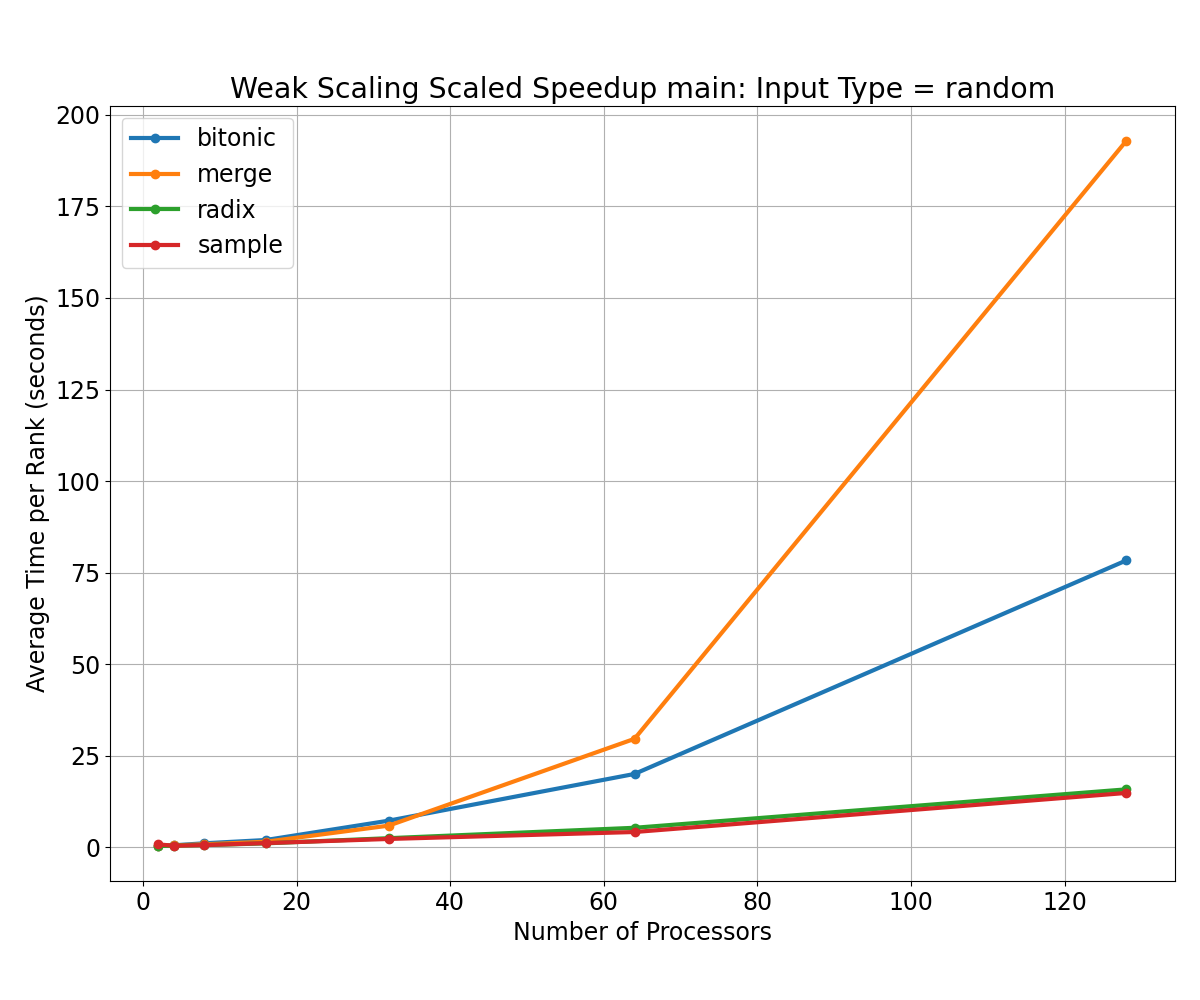 Weak Scaling Scaled Speedup main: Input Type = random
200
175
150
125
100
75
50
25
0
Average Time per Rank (seconds)
bitonic
merge
radix
sample
0 20 40 60 80 100 120
Number of Processors